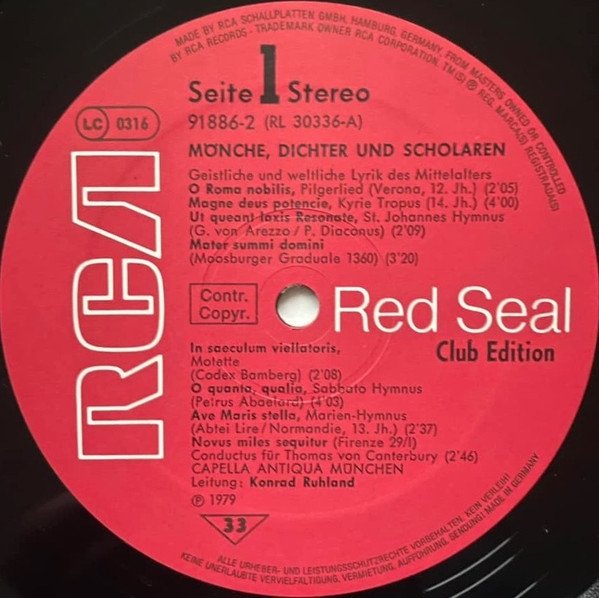 MADE BY RCA SCHALLPLATTEN GMBH, HAMBURG, GERMANY, FROM MASTERS OWNED OR CONTROLLED
BY RCA RECORDS - TRADEMARK OWNER RCA CORPORATION. TM(S) ® REG. MARCA(S) REGISTRADA(S)
Seite 1 Stereo
LC 0316
91886-2 (RL 30336-A)
MÖNCHE, DICHTER UND SCHOLAREN
Geistliche und weltliche Lyrik des Mittelalters
O Roma nobilis, Pilgerlied (Verona, 12. Jh.) (2'05)
Magne deus potencie, Kyrie Tropus (14. Jh.) (4'00)
Ut queant laxis Resonate, St. Johannes Hymnus
(G. von Arezzo / P. Diaconus) (2'09)
Mater summi domini
(Moosburger Graduale 1360) (3'20)
RCA
Contr.
Copyr.
Red Seal
Club Edition
In saeculum viellatoris,
Motette
(Codex Bamberg) (2'08)
O quanta, qualia, Sabbato Hymnus
(Petrus Abaelard) (4'03)
Ave Maris stella, Marien-Hymnus
(Abtei Lire/Normandie, 13. Jh.) (2'37)
Novus miles sequitur (Firenze 29/I)
Conductus für Thomas von Canterbury (2'46)
CAPELLA ANTIQUA MÜNCHEN
Leitung: Konrad Ruhland
℗ 1979
33
ALLE URHEBER- UND LEISTUNGSSCHUTZRECHTE VORBEHALTEN. KEIN VERLEIH!
KEINE UNERLAUBTE VERVIELFÄLTIGUNG, VERMIETUNG, AUFFÜHRUNG, SENDUNG! MADE IN GERMANY